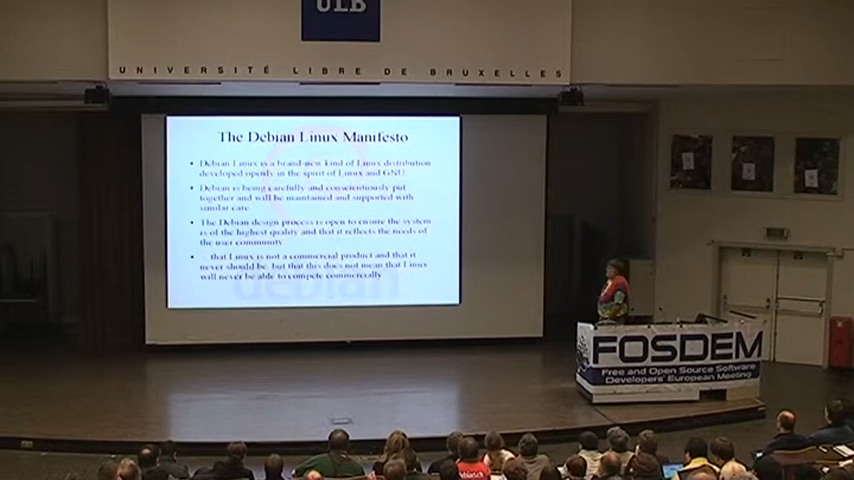 ULB
UNIVERSITÉ LIBRE DE BRUXELLES
The Debian Linux Manifesto
• Debian Linux is a brand-new kind of Linux distribution
developed openly in the spirit of Linux and GNU.
• Debian is being carefully and conscientiously put
together and will be maintained and supported with
similar care.
• The Debian design process is open to ensure the system
is of the highest quality and that it reflects the needs of
the user community.
• ...that Linux is not a commercial product and that it
never should be, but that this does not mean that Linux
will never be able to compete commercially.
debian
FOSDEM
Free and Open Source Software
Developers' European Meeting